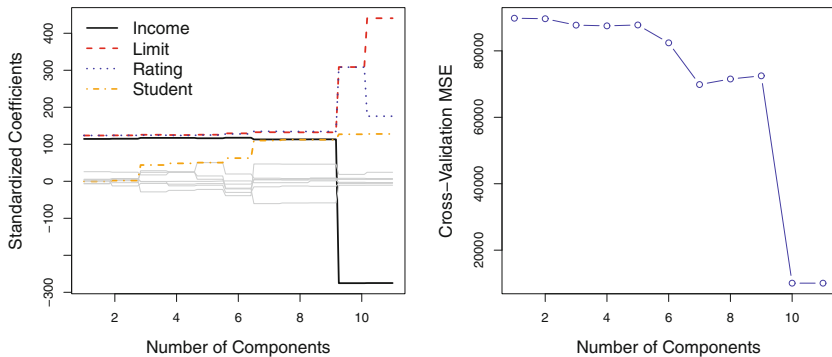 Standardized Coefficients
400
300
200
100
0
-100
-300
Income
Limit
Rating
Student
2 4 6 8 10
Number of Components
Cross-Validation MSE
80000
60000
40000
20000
2 4 6 8 10
Number of Components